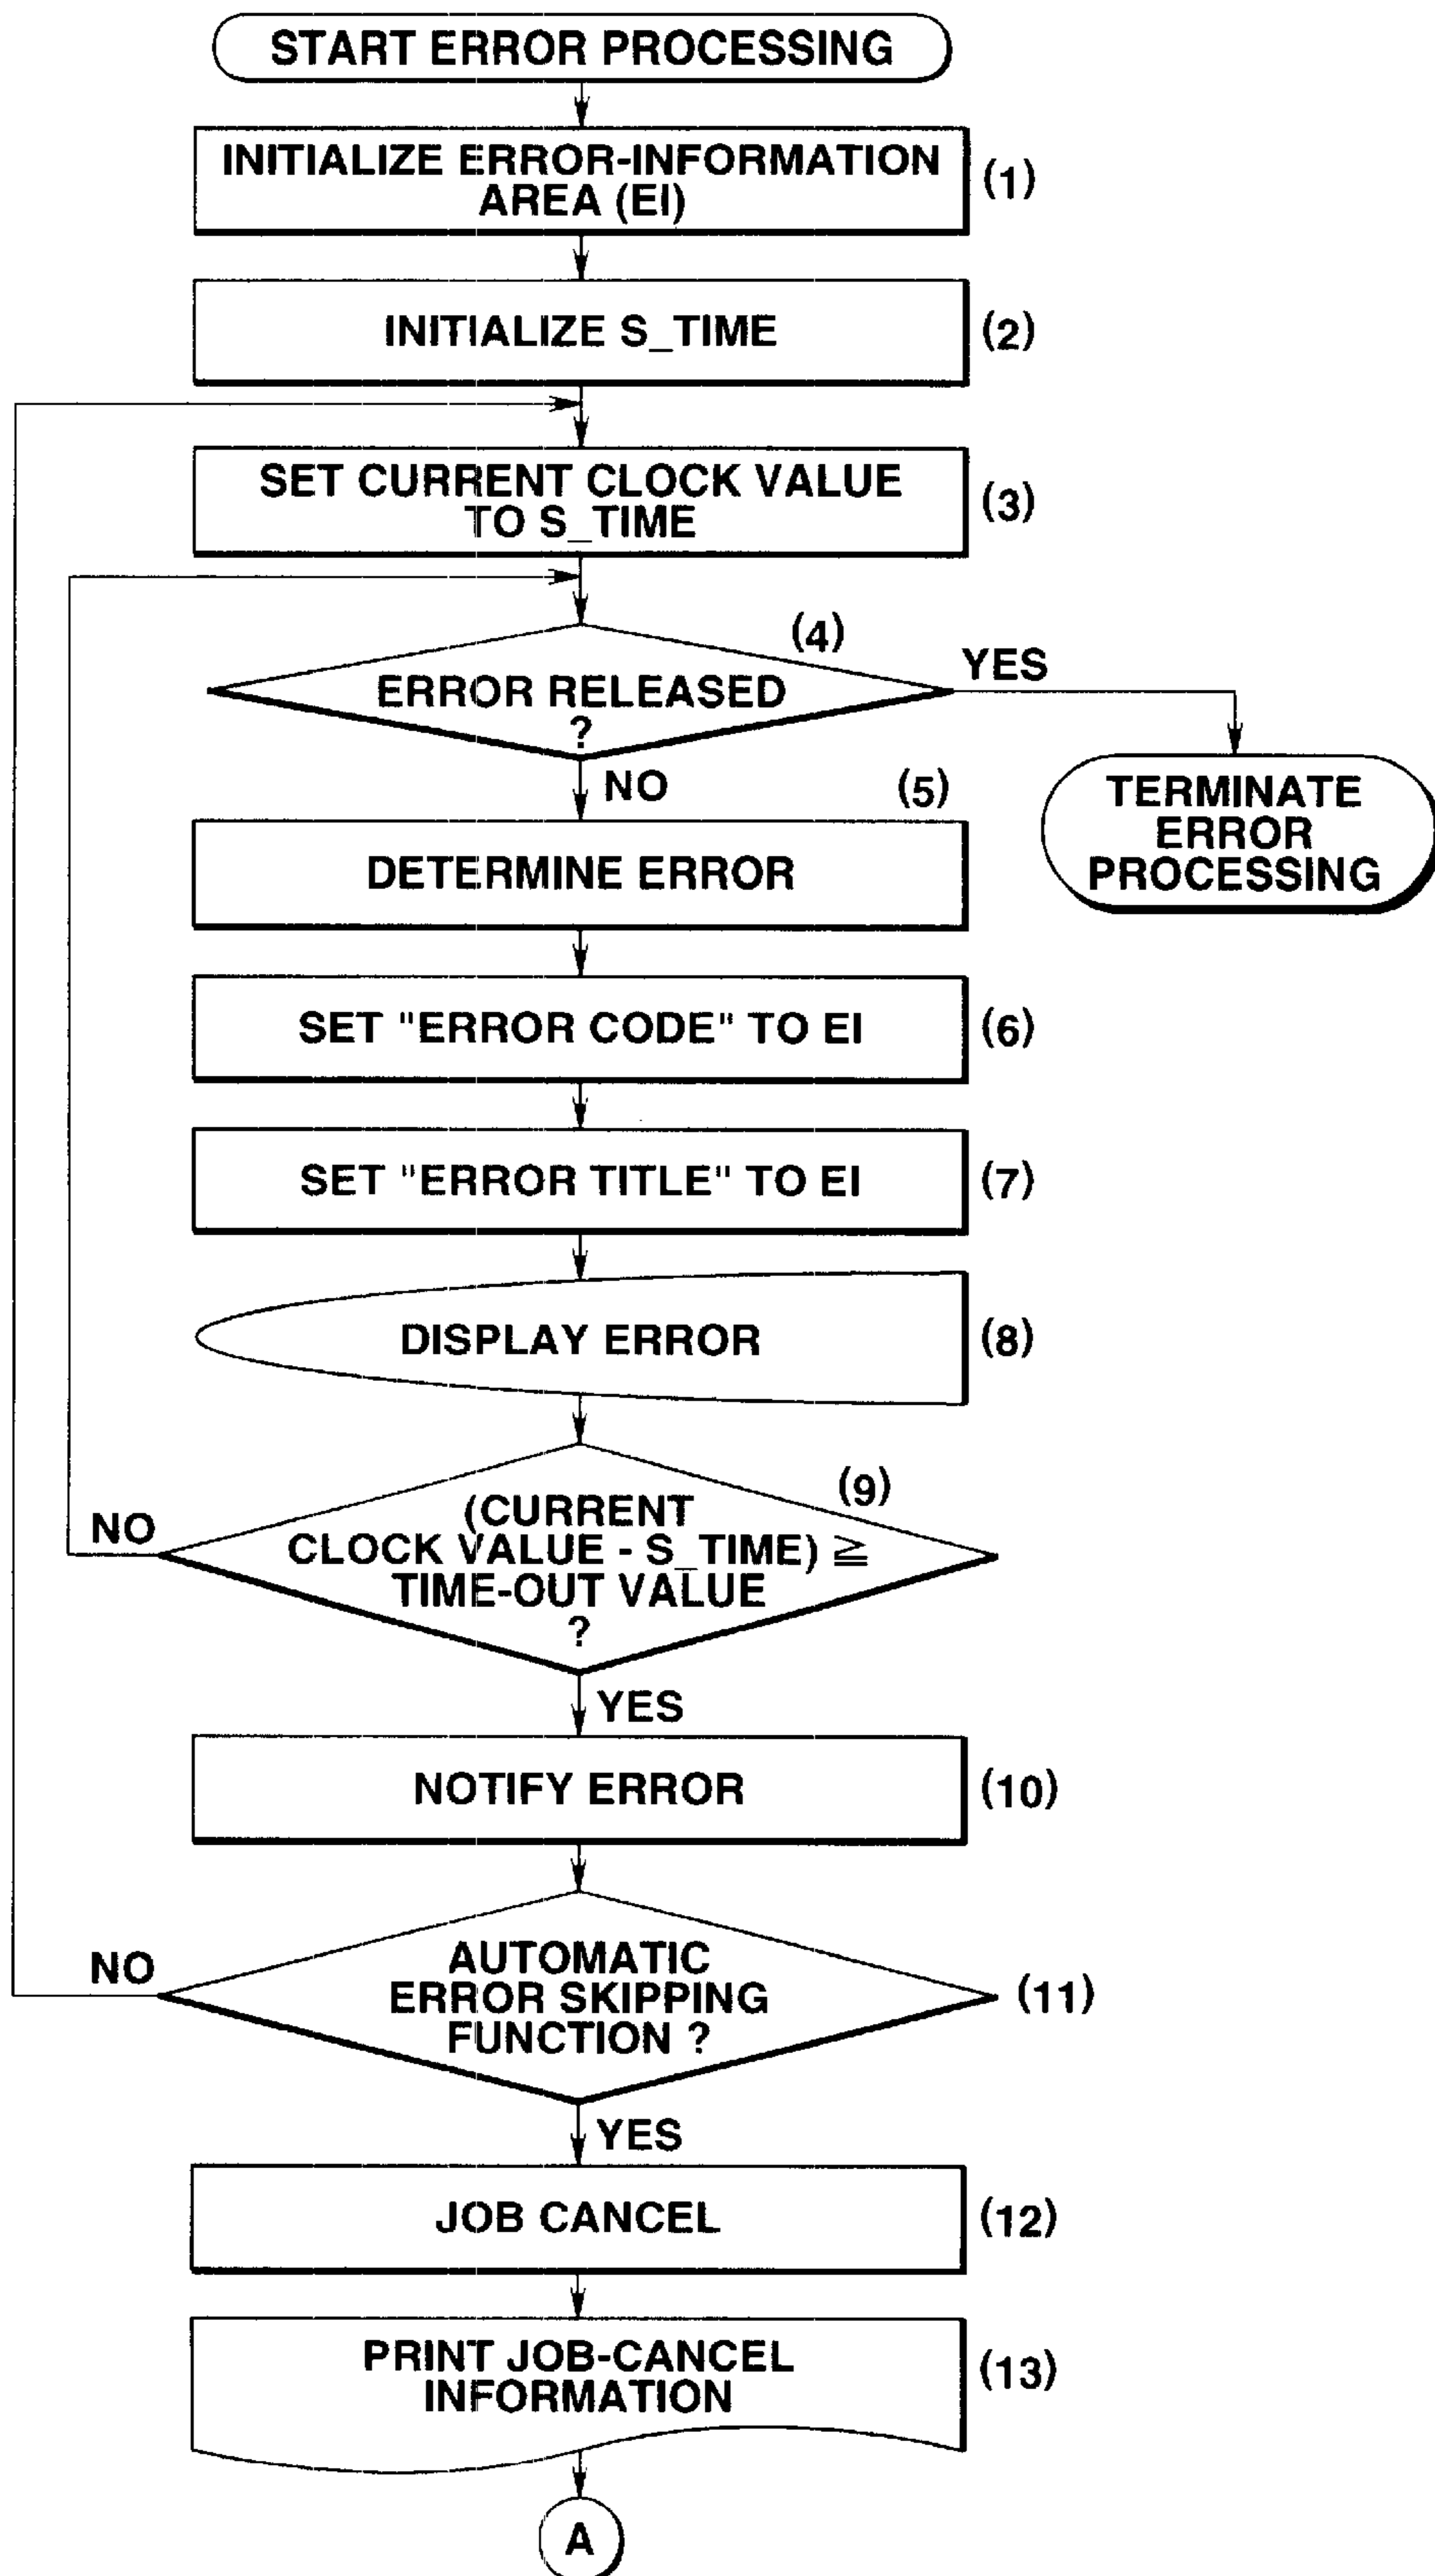 START ERROR PROCESSING
INITIALIZE ERROR-INFORMATION
AREA (EI)
(1)
INITIALIZE S_TIME
(2)
SET CURRENT CLOCK VALUE
TO S_TIME
(3)
(4)
YES
ERROR RELEASED
?
NO
(5)
TERMINATE
ERROR
PROCESSING
DETERMINE ERROR
SET "ERROR CODE" TO EI
(6)
SET "ERROR TITLE" TO EI
(7)
DISPLAY ERROR
(8)
(9)
NO
(CURRENT
CLOCK VALUE - S_TIME) ≧
TIME-OUT VALUE
?
YES
NOTIFY ERROR
(10)
NO
AUTOMATIC
ERROR SKIPPING
FUNCTION ?
(11)
YES
JOB CANCEL
(12)
PRINT JOB-CANCEL
INFORMATION
(13)
A